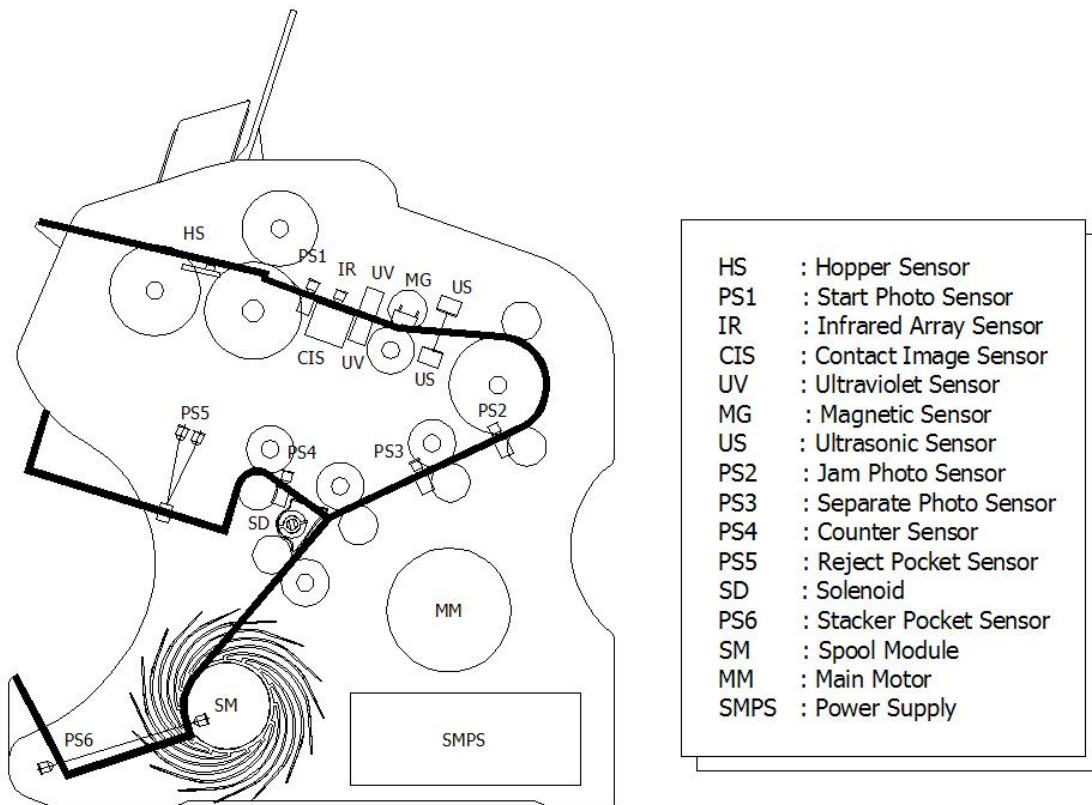 HS
PS1
IR
UV
MG
US
CIS
UV
US
PS2
PS5
PS4
PS3
SD
MM
SM
PS6
SMPS
HS : Hopper Sensor
PS1 : Start Photo Sensor
IR : Infrared Array Sensor
CIS : Contact Image Sensor
UV : Ultraviolet Sensor
MG : Magnetic Sensor
US : Ultrasonic Sensor
PS2 : Jam Photo Sensor
PS3 : Separate Photo Sensor
PS4 : Counter Sensor
PS5 : Reject Pocket Sensor
SD : Solenoid
PS6 : Stacker Pocket Sensor
SM : Spool Module
MM : Main Motor
SMPS : Power Supply